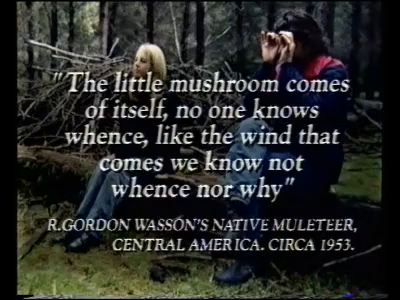 "The little mushroom comes
of itself, no one knows
whence, like the wind that
comes we know not
whence nor why"
R.GORDON WASSON'S NATIVE MULETEER,
CENTRAL AMERICA. CIRCA 1953.